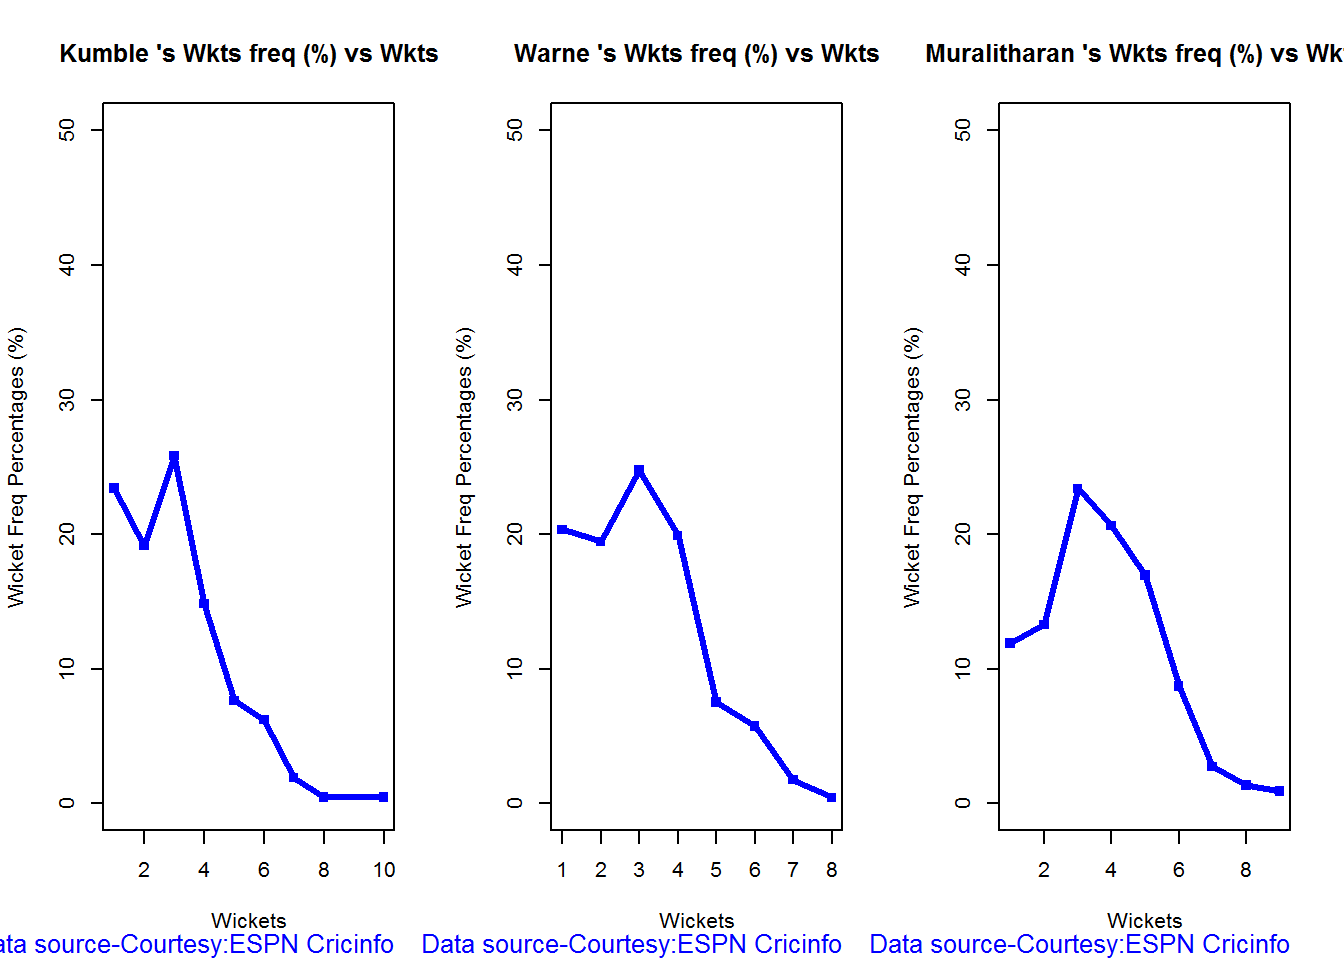 Kumble 's Wkts freq (%) vs Wkts
Wicket Freq Percentages (%)
50
40
30
20
10
0
2 4 6 8 10
Wickets
ata source-Courtesy:ESPN Cricinfo
Warne 's Wkts freq (%) vs Wkts
Wicket Freq Percentages (%)
50
40
30
20
10
0
1 2 3 4 5 6 7 8
Wickets
Data source-Courtesy:ESPN Cricinfo
Muralitharan 's Wkts freq (%) vs Wk
Wicket Freq Percentages (%)
50
40
30
20
10
0
2 4 6 8
Wickets
Data source-Courtesy:ESPN Cricinfo